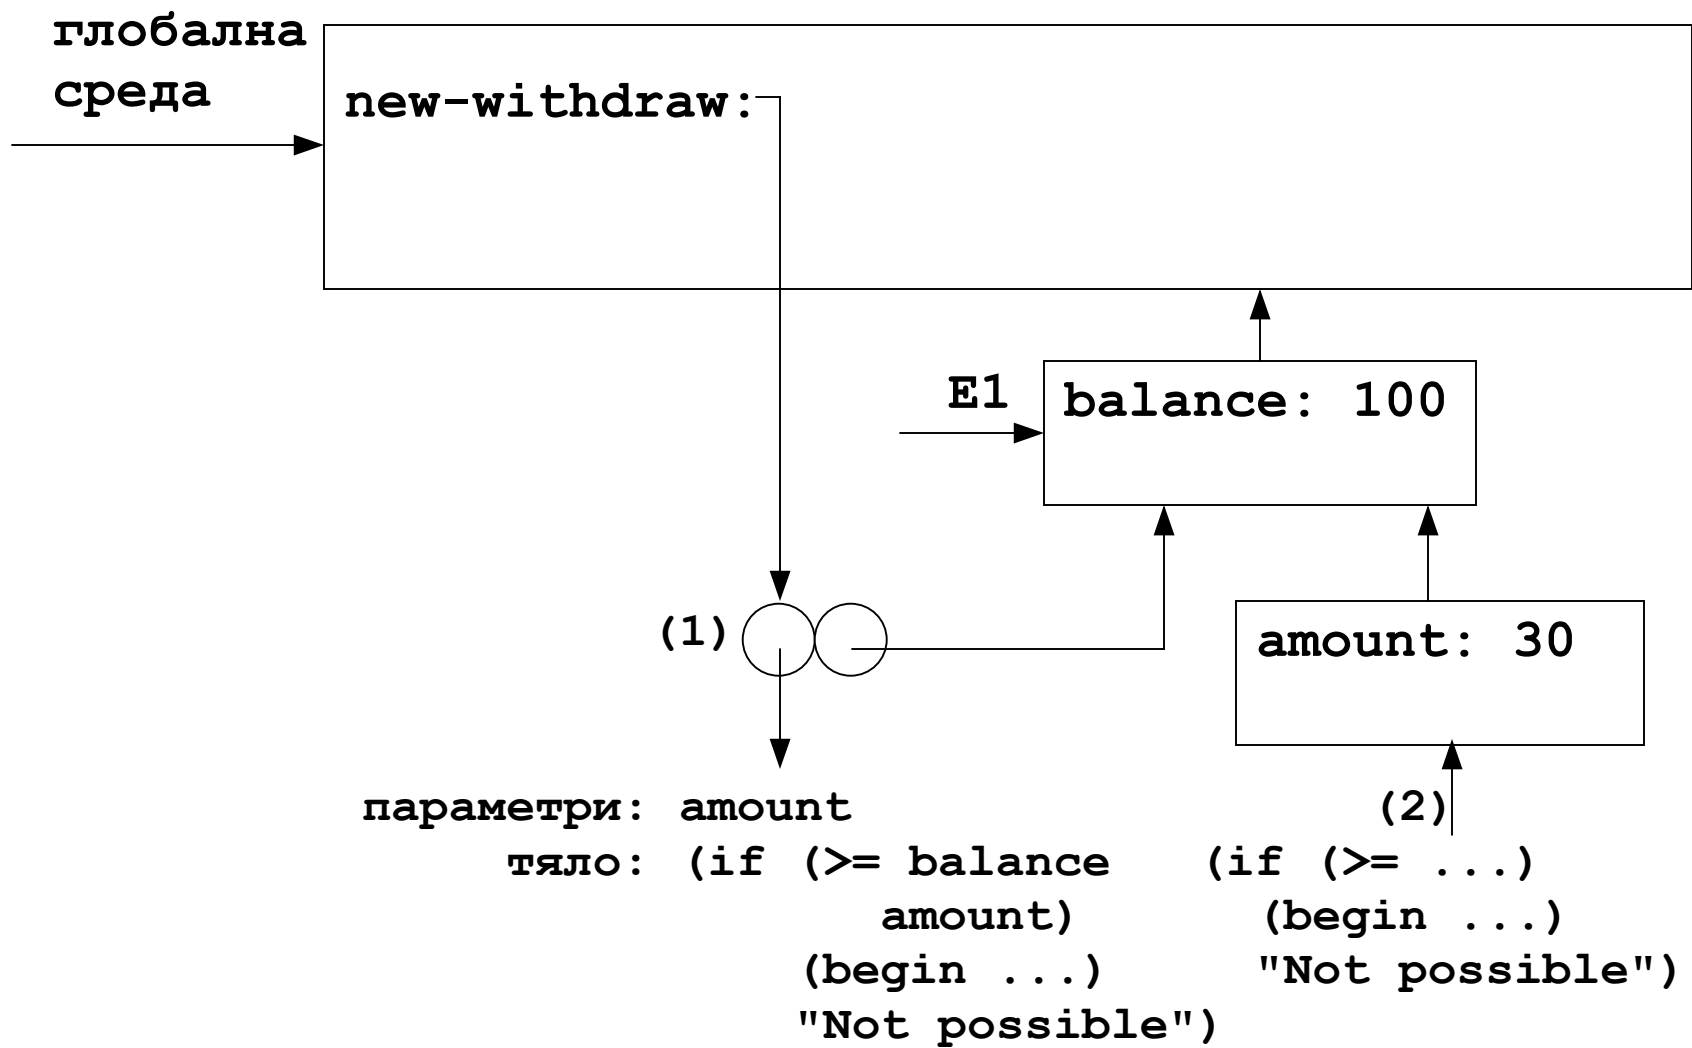 глобална
среда
new-withdraw:
E1
balance: 100
(1)
amount: 30
параметри: amount
тяло: (if (>= balance
amount)
(begin ...)
"Not possible")
(2)
(if (>= ...)
(begin ...)
"Not possible")